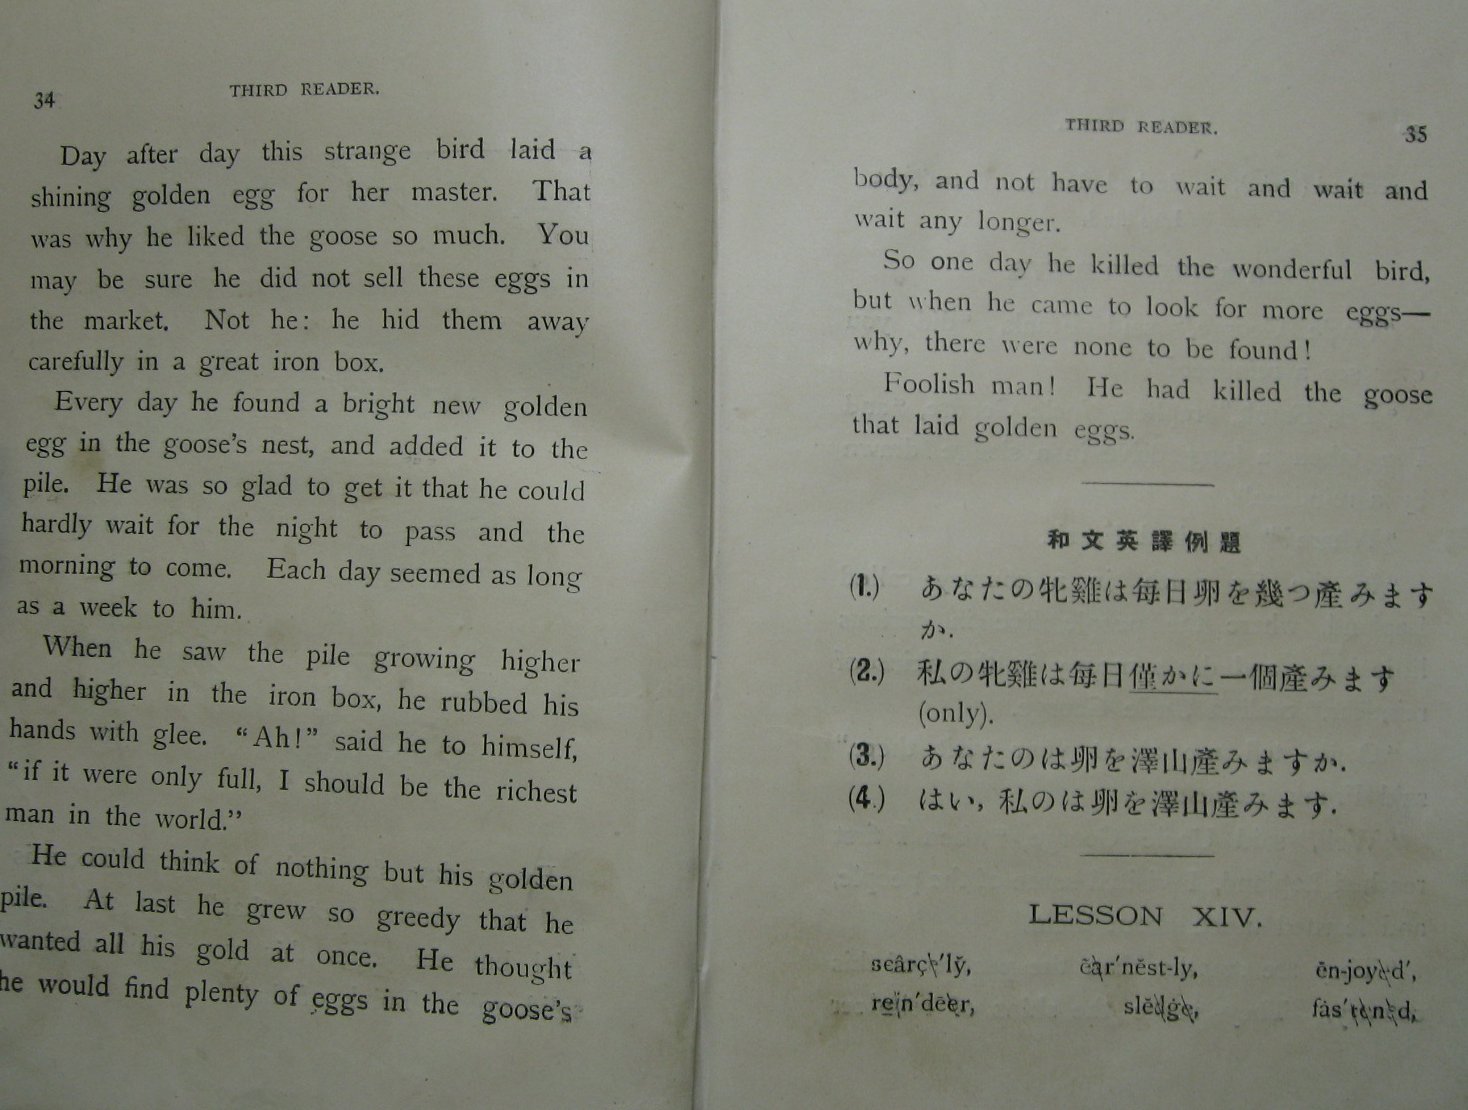 34
THIRD READER.
Day after day this strange bird laid a
shining golden egg for her master. That
was why he liked the goose so much. You
may be sure he did not sell these eggs in
the market. Not he: he hid them away
carefully in a great iron box.
Every day he found a bright new golden
egg in the goose's nest, and added it to the
pile. He was so glad to get it that he could
hardly wait for the night to pass and the
morning to come. Each day seemed as long
as a week to him.
When he saw the pile growing higher
and higher in the iron box, he rubbed his
hands with glee. “Ah!” said he to himself,
“if it were only full, I should be the richest
man in the world.”
He could think of nothing but his golden
pile. At last he grew so greedy that he
wanted all his gold at once. He thought
he would find plenty of eggs in the goose's
THIRD READER.
35
body, and not have to wait and wait and
wait any longer.
So one day he killed the wonderful bird,
but when he came to look for more eggs—
why, there were none to be found!
Foolish man! He had killed the goose
that laid golden eggs.
和文英譯例題
(1.) あなたの牝雞は毎日卵を幾つ產みます
か.
(2.) 私の牝雞は毎日僅かに一個產みます
(only).
(3.) あなたのは卵を澤山產みますか.
(4.) はい, 私のは卵を澤山產みます.
LESSON XIV.
scârçe′lў, ēar′nĕst-ly, ĕn-joyed′,
rein′deer, slĕdġe, fȧs′tened,